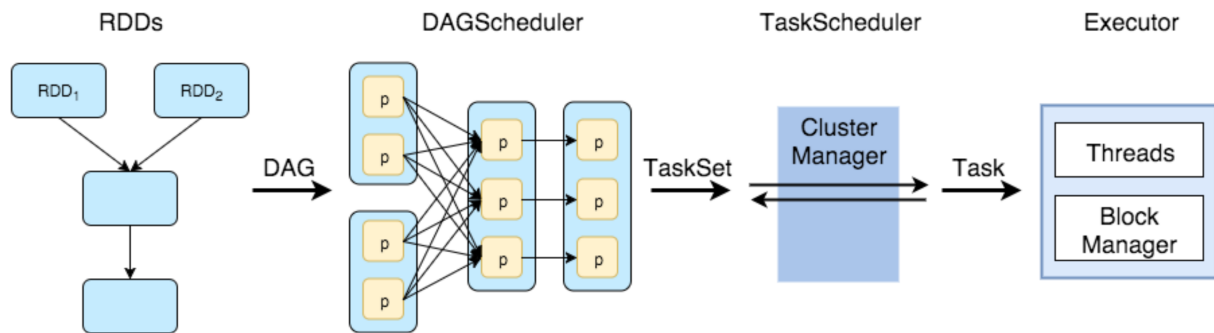 RDDs
DAGScheduler
TaskScheduler
Executor
RDD₁
RDD₂
DAG
p
p
p
p
p
p
p
p
p
p
TaskSet
Cluster
Manager
Task
Threads
Block
Manager